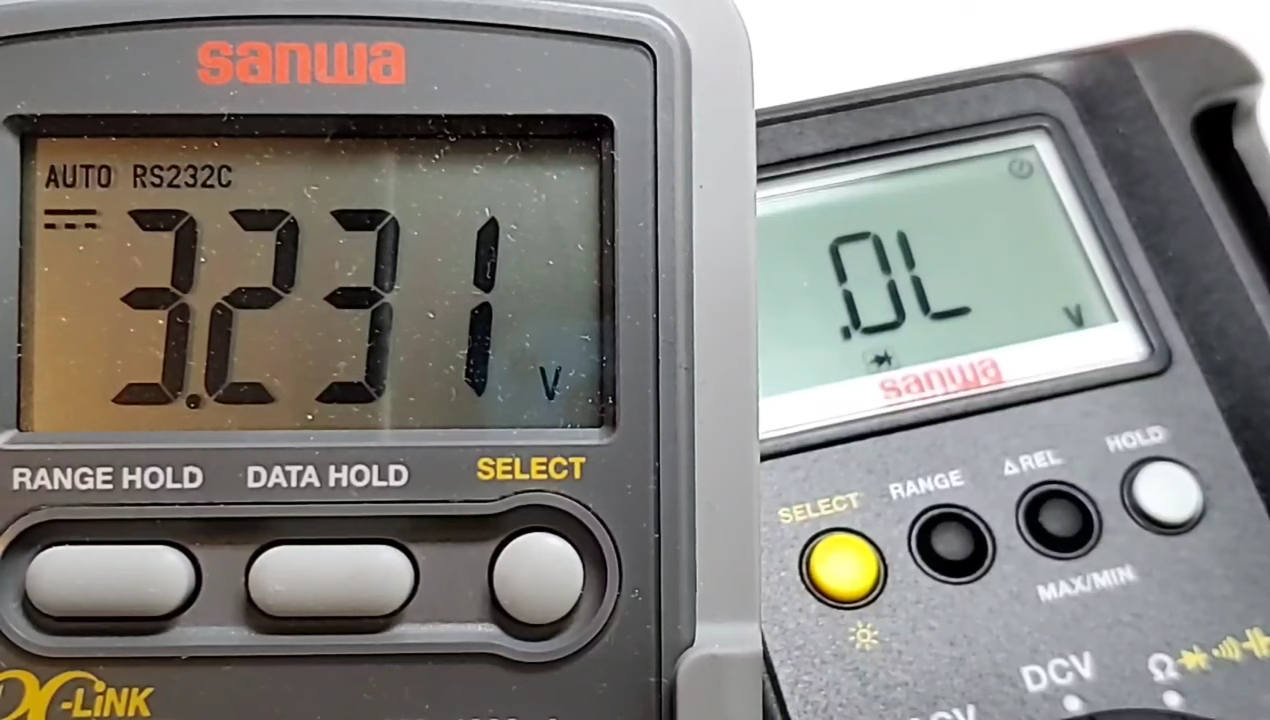 sanwa
AUTO RS232C
3.231 V
RANGE HOLD DATA HOLD SELECT
-LiNK
.OL V
sanwa
SELECT RANGE ΔREL HOLD
MAX/MIN
DCV Ω